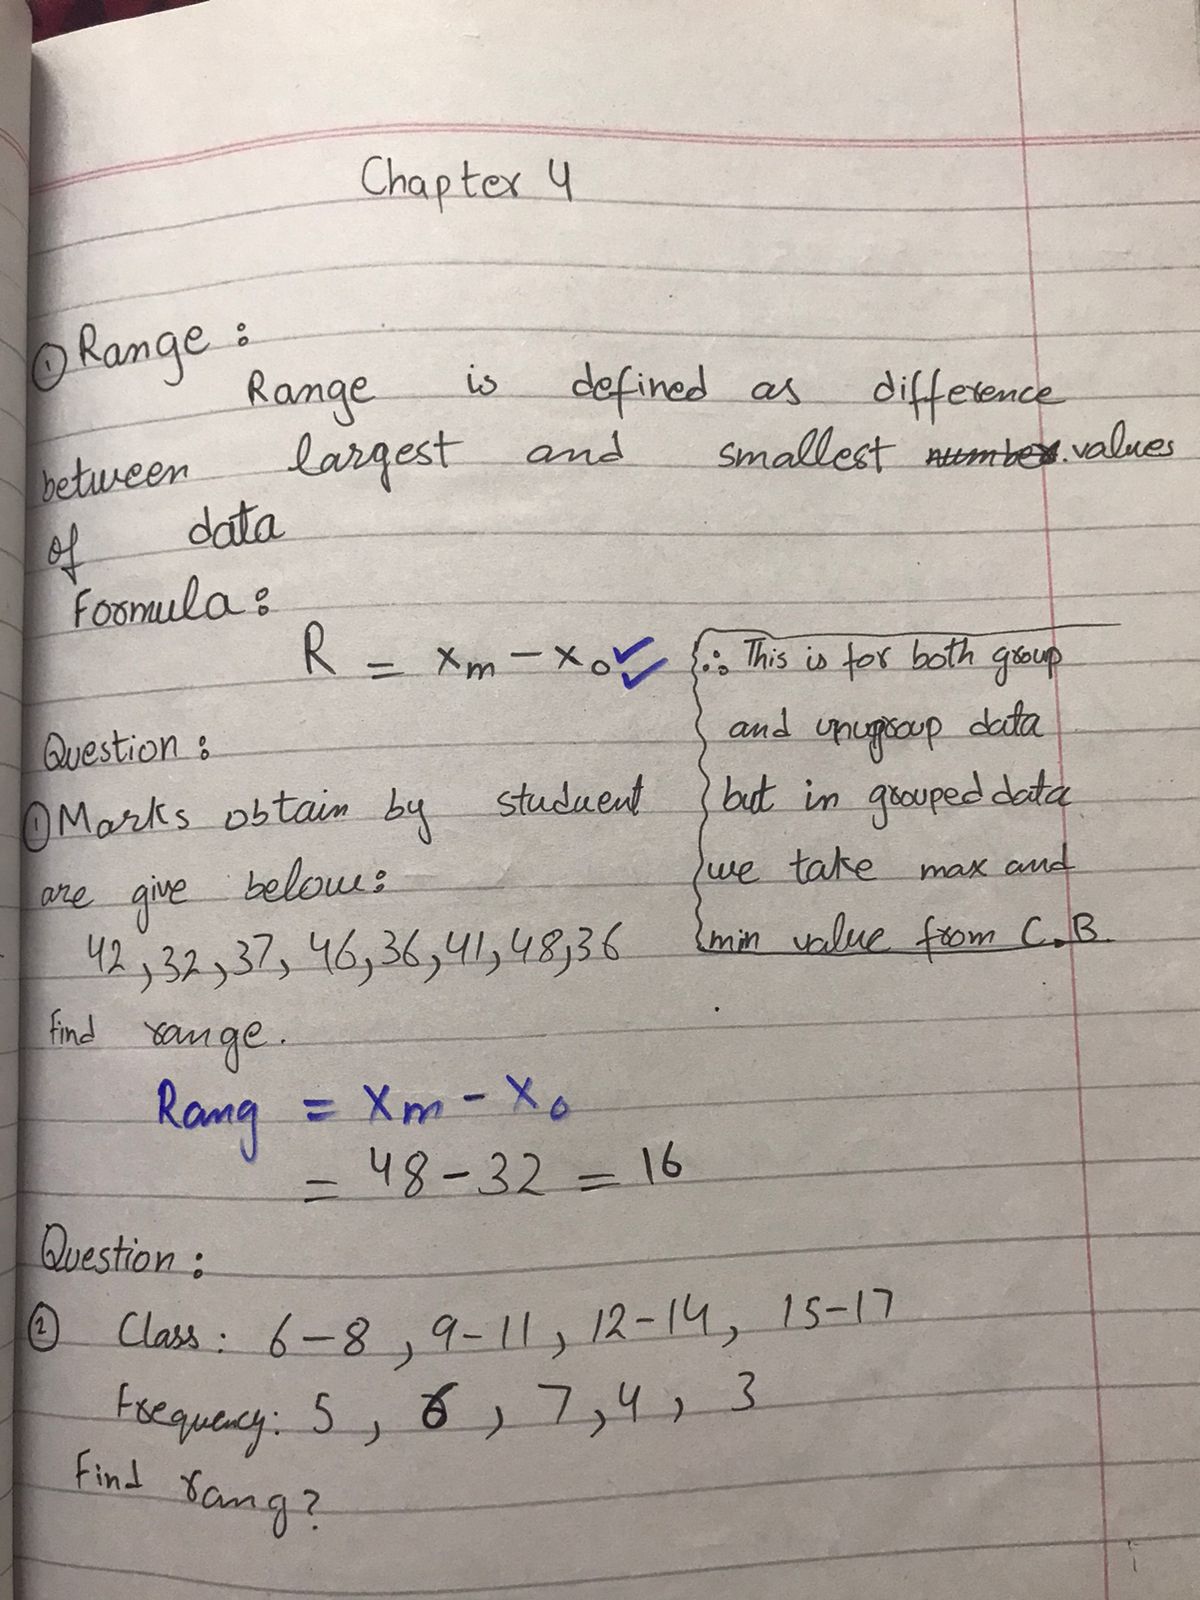 Chapter 4
① Range:
Range is defined as difference
between largest and smallest number. values
of data
Formula:
R = xm - x₀
∴ This is for both group
and ungroup data
but in grouped data
we take max and
min value from C.B.
Question:
① Marks obtain by studuent
are give below:
42, 32, 37, 46, 36, 41, 48, 36
find range.
Rang = xm - x₀
= 48 - 32 = 16
Question:
② Class: 6-8, 9-11, 12-14, 15-17
Frequency: 5, 6, 7, 4, 3
Find rang?